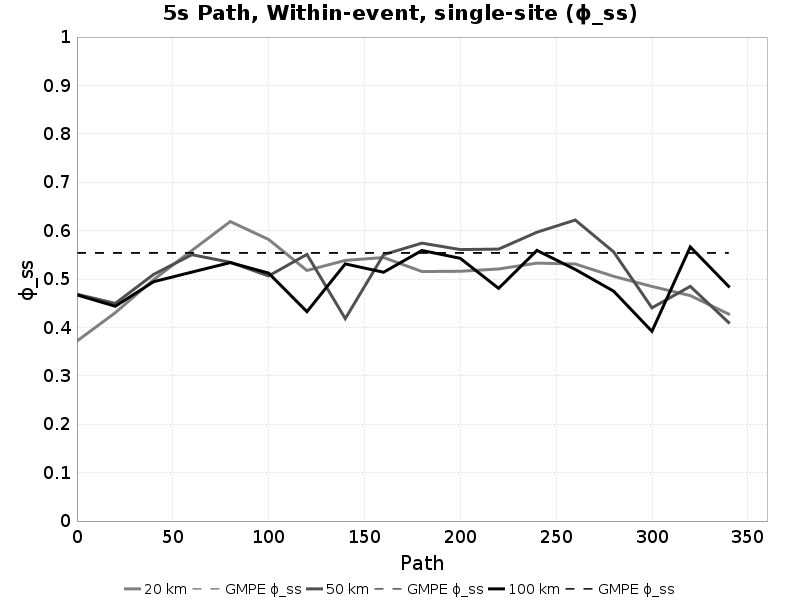 5s Path, Within-event, single-site (ϕ_ss)
1
0.9
0.8
0.7
0.6
0.5
0.4
0.3
0.2
0.1
0
ϕ_ss
0 50 100 150 200 250 300 350
Path
20 km GMPE ϕ_ss 50 km GMPE ϕ_ss 100 km GMPE ϕ_ss